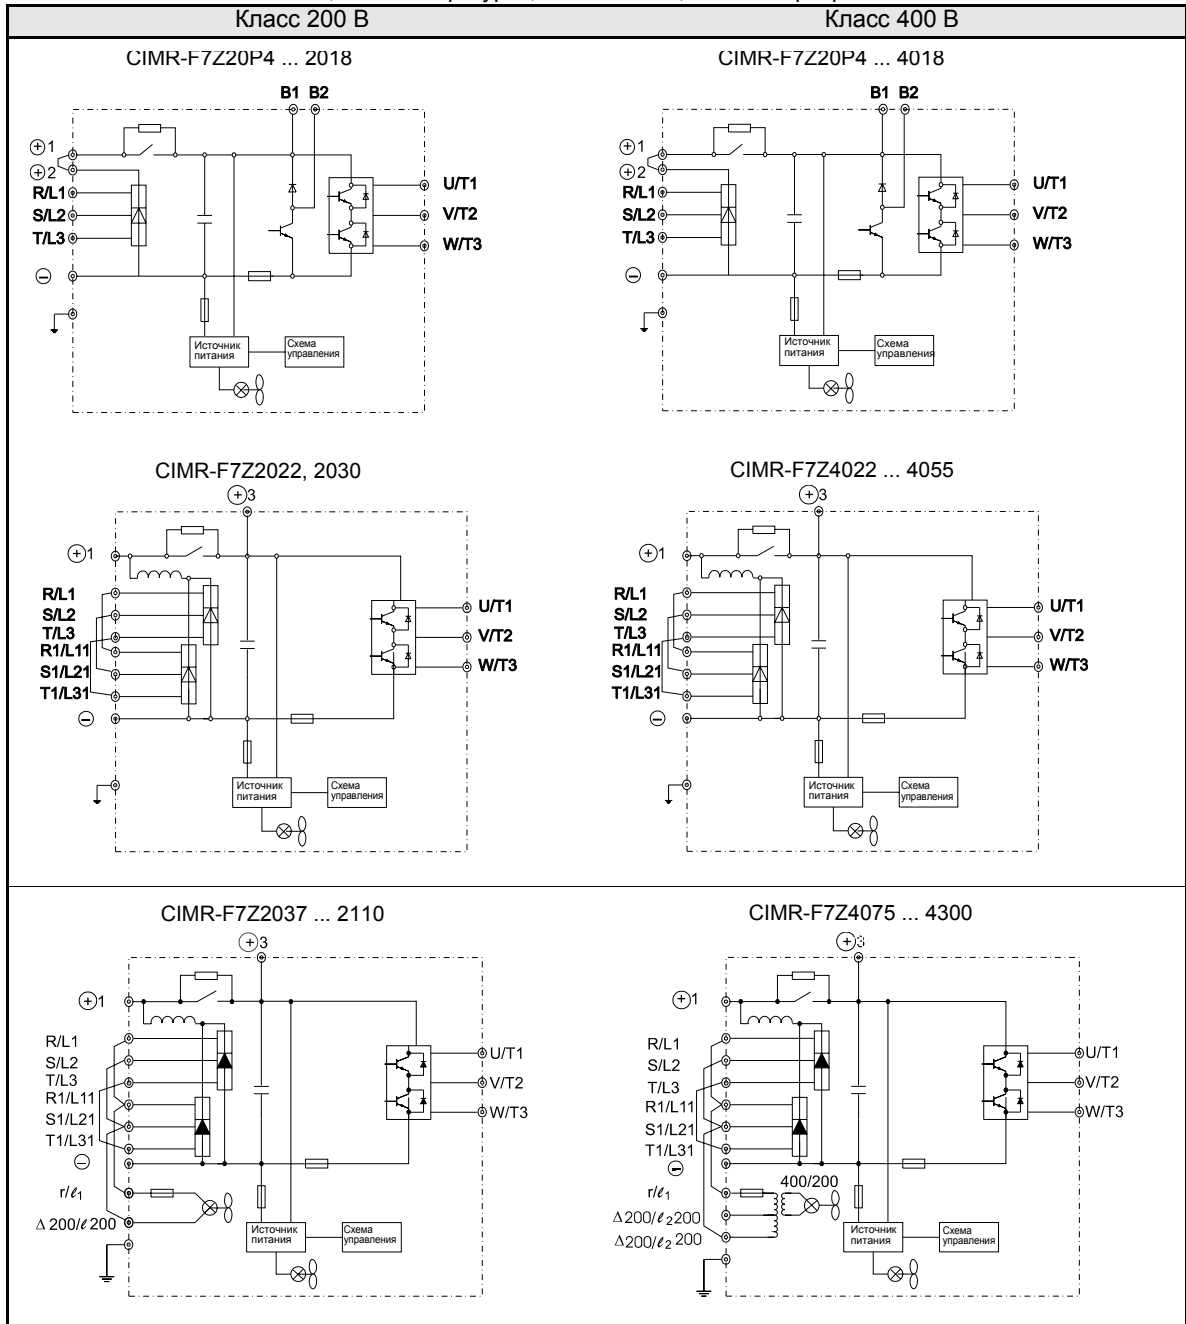 Класс 200 В
Класс 400 В
CIMR-F7Z20P4 ... 2018
B1 B2
⊕1
⊕2
R/L1
S/L2
T/L3
⊖
U/T1
V/T2
W/T3
Источник
питания
Схема
управления
CIMR-F7Z20P4 ... 4018
B1 B2
⊕1
⊕2
R/L1
S/L2
T/L3
⊖
U/T1
V/T2
W/T3
Источник
питания
Схема
управления
CIMR-F7Z2022, 2030
⊕3
⊕1
R/L1
S/L2
T/L3
R1/L11
S1/L21
T1/L31
⊖
U/T1
V/T2
W/T3
Источник
питания
Схема
управления
CIMR-F7Z4022 ... 4055
⊕3
⊕1
R/L1
S/L2
T/L3
R1/L11
S1/L21
T1/L31
⊖
U/T1
V/T2
W/T3
Источник
питания
Схема
управления
CIMR-F7Z2037 ... 2110
⊕3
⊕1
R/L1
S/L2
T/L3
R1/L11
S1/L21
T1/L31
⊖
r/ℓ1
Δ 200/ℓ 200
U/T1
V/T2
W/T3
Источник
питания
Схема
управления
CIMR-F7Z4075 ... 4300
⊕3
⊕1
R/L1
S/L2
T/L3
R1/L11
S1/L21
T1/L31
⊖
400/200
r/ℓ1
Δ200/ℓ2200
Δ200/ℓ2 200
U/T1
V/T2
W/T3
Источник
питания
Схема
управления